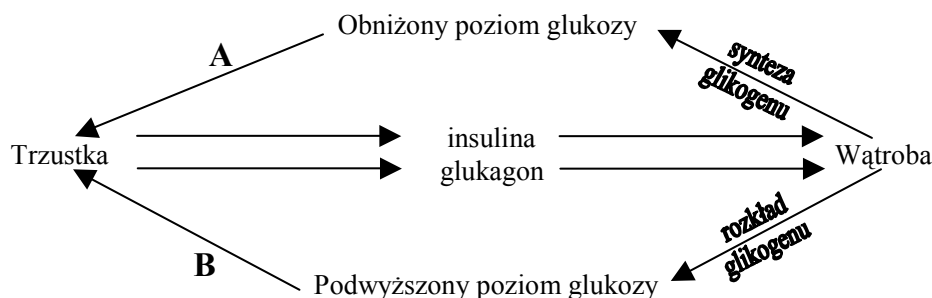 Obniżony poziom glukozy
A
synteza
glikogenu
Trzustka
insulina
glukagon
Wątroba
rozkład
glikogenu
B
Podwyższony poziom glukozy